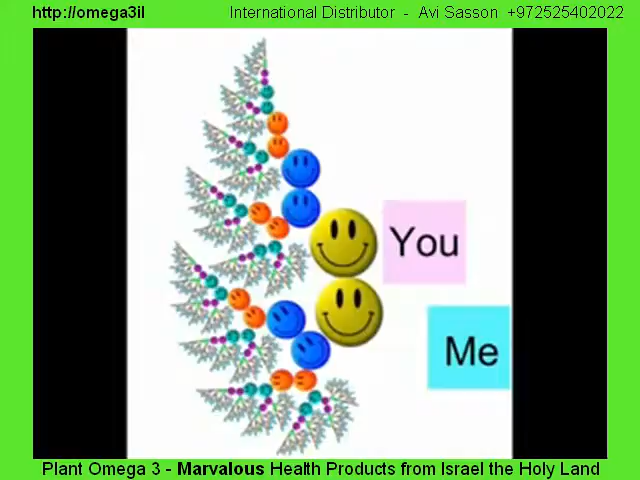 http://omega3il International Distributor - Avi Sasson +972525402022
You
Me
Plant Omega 3 - Marvalous Health Products from Israel the Holy Land